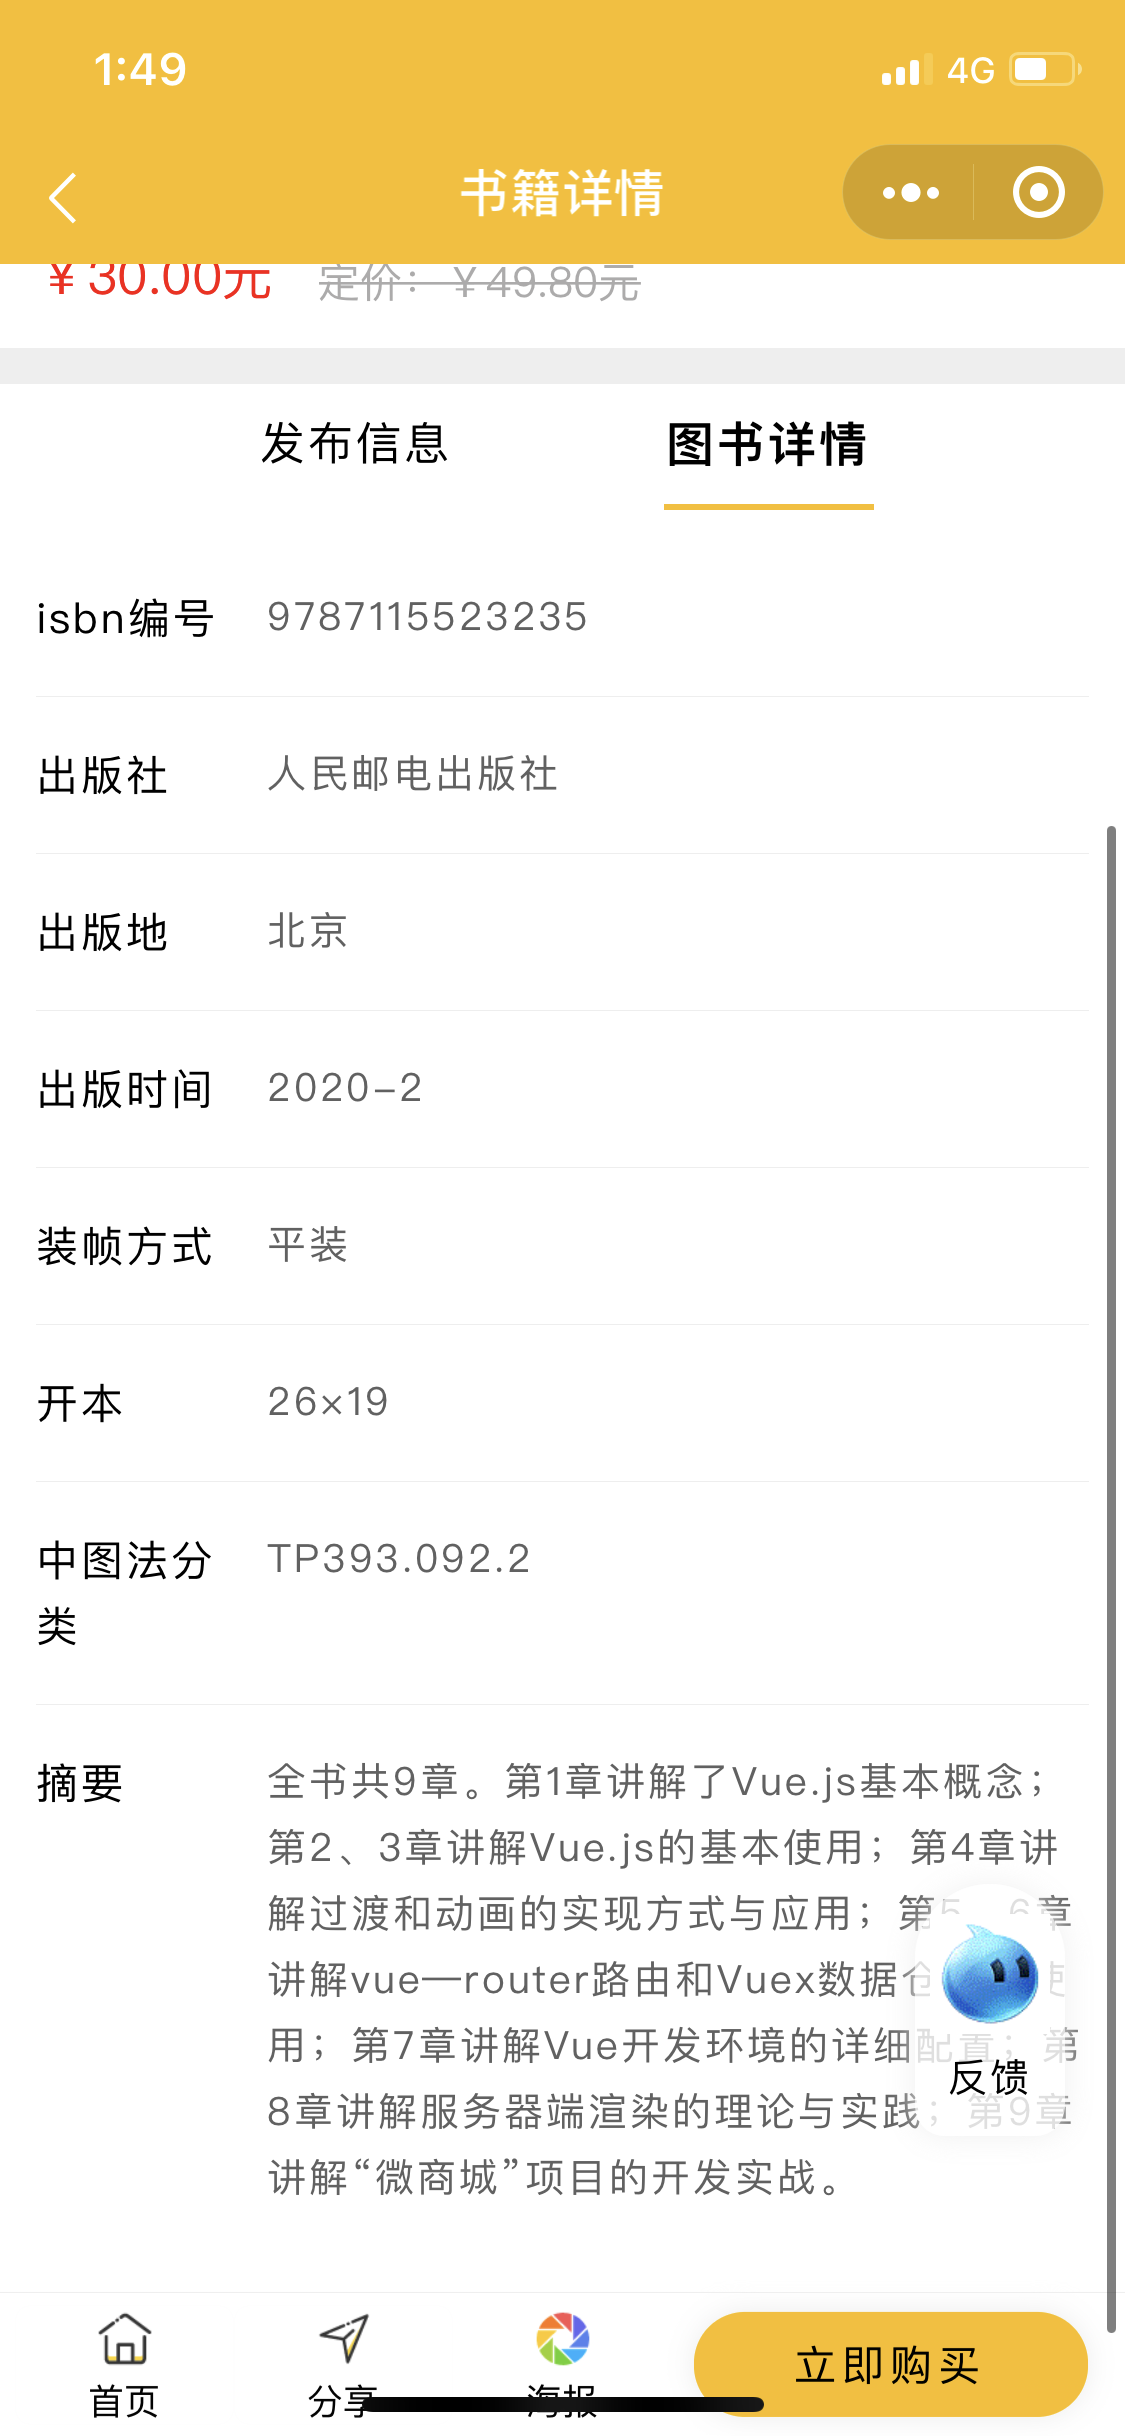 1:49
4G
书籍详情
￥30.00元 定价：￥49.80元
发布信息 图书详情
isbn编号 9787115523235
出版社 人民邮电出版社
出版地 北京
出版时间 2020-2
装帧方式 平装
开本 26×19
中图法分 TP393.092.2
类
摘要 全书共9章。第1章讲解了Vue.js基本概念；
第2、3章讲解Vue.js的基本使用；第4章讲
解过渡和动画的实现方式与应用；第5、6章
讲解vue—router路由和Vuex数据
用；第7章讲解Vue开发环境的详细配置；第
8章讲解服务器端渲染的理论与实践；第9章
讲解“微商城”项目的开发实战。
反馈
首页 分享 海报 立即购买